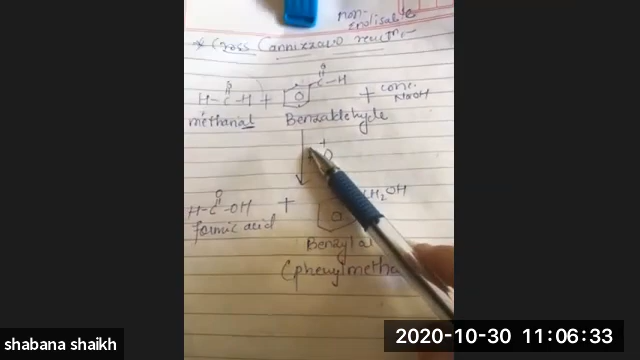 non-
enolisable
* Cross Cannizzaro reaction
O
H-C-H + C-H + conc. NaOH
methanal Benzaldehyde
+
O
H-C-OH + CH2OH
formic acid
Benzyl al
(phenylmetha
shabana shaikh
2020-10-30 11:06:33